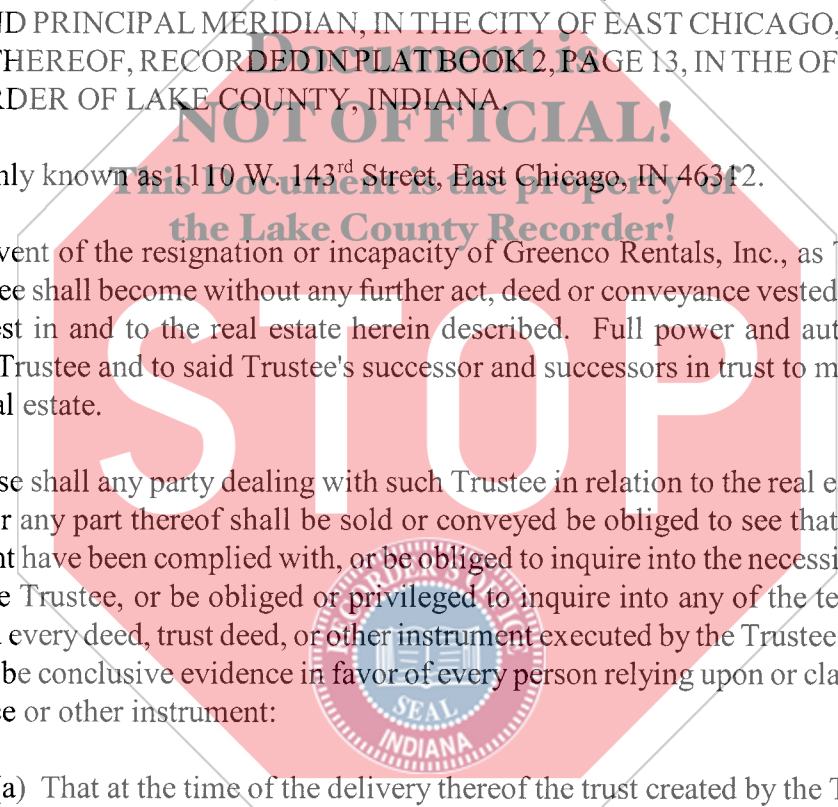 ND PRINCIPAL MERIDIAN, IN THE CITY OF EAST CHICAGO,
THEREOF, RECORDED IN PLAT BOOK 2, PAGE 13, IN THE OF
RDER OF LAKE COUNTY, INDIANA.
Document is
NOT OFFICIAL!
This Document is the property of
the Lake County Recorder!
nly known as 1110 W. 143rd Street, East Chicago, IN 46312.
vent of the resignation or incapacity of Greenco Rentals, Inc., as T
ee shall become without any further act, deed or conveyance vested
est in and to the real estate herein described. Full power and aut
Trustee and to said Trustee's successor and successors in trust to m
al estate.
STOP
se shall any party dealing with such Trustee in relation to the real e
r any part thereof shall be sold or conveyed be obliged to see that
nt have been complied with, or be obliged to inquire into the necessi
e Trustee, or be obliged or privileged to inquire into any of the te
every deed, trust deed, or other instrument executed by the Trustee
be conclusive evidence in favor of every person relying upon or cla
ce or other instrument:
RECORDER'S OFFICE
SEAL
INDIANA
a) That at the time of the delivery thereof the trust created by the T